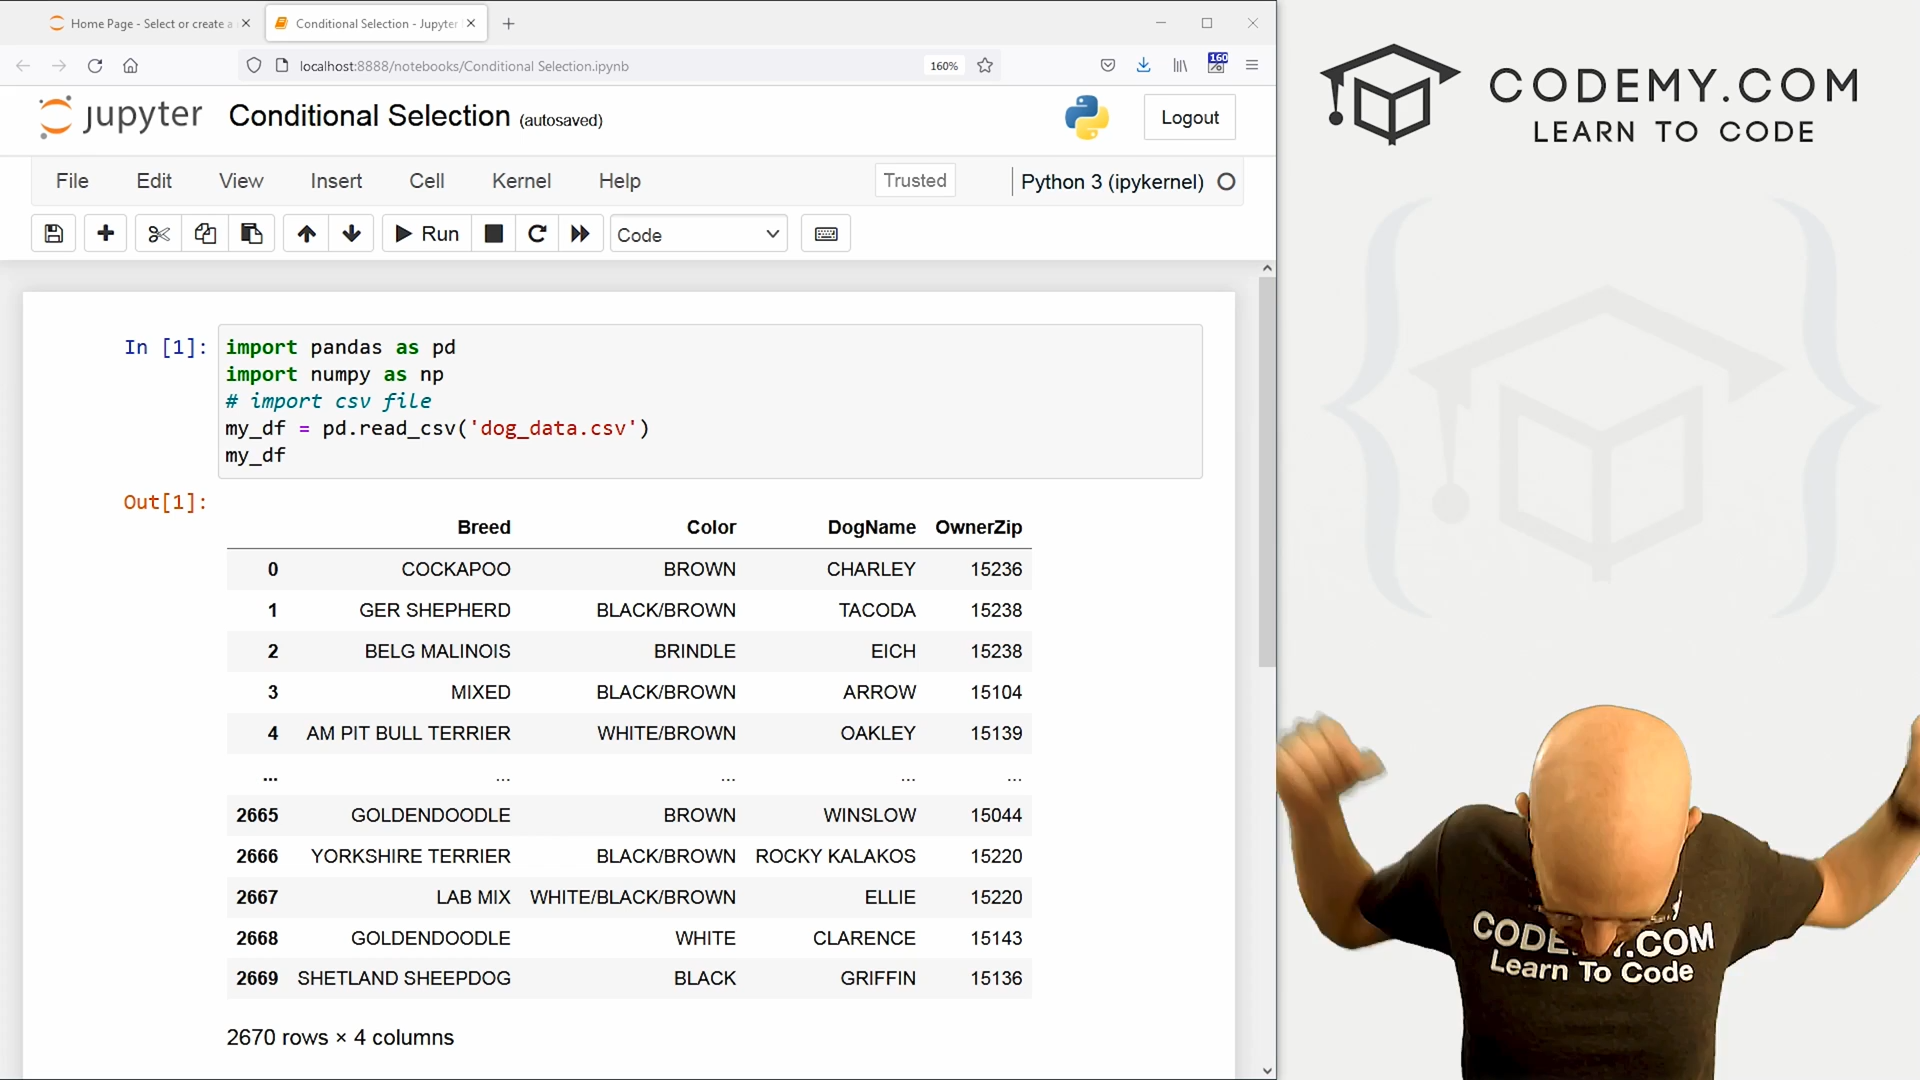 Home Page - Select or create a
Conditional Selection - Jupyter
localhost:8888/notebooks/Conditional Selection.ipynb
160%
160
jupyter Conditional Selection (autosaved)
Logout
File Edit View Insert Cell Kernel Help
Trusted
Python 3 (ipykernel)
Run
Code
In [1]:
import pandas as pd
import numpy as np
# import csv file
my_df = pd.read_csv('dog_data.csv')
my_df
Out[1]:
Breed Color DogName OwnerZip
0 COCKAPOO BROWN CHARLEY 15236
1 GER SHEPHERD BLACK/BROWN TACODA 15238
2 BELG MALINOIS BRINDLE EICH 15238
3 MIXED BLACK/BROWN ARROW 15104
4 AM PIT BULL TERRIER WHITE/BROWN OAKLEY 15139
... ... ... ... ...
2665 GOLDENDOODLE BROWN WINSLOW 15044
2666 YORKSHIRE TERRIER BLACK/BROWN ROCKY KALAKOS 15220
2667 LAB MIX WHITE/BLACK/BROWN ELLIE 15220
2668 GOLDENDOODLE WHITE CLARENCE 15143
2669 SHETLAND SHEEPDOG BLACK GRIFFIN 15136
2670 rows × 4 columns
CODEMY.COM
LEARN TO CODE
Learn To Code